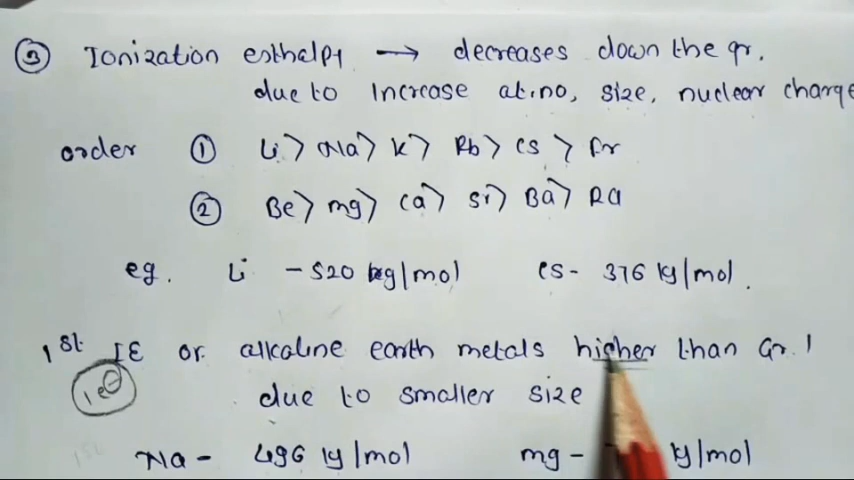 ③ Ionization enthalpy → decreases down the gr.
due to increase at.no, size, nuclear charge
order ① Li > Na > K > Rb > Cs > Fr
② Be > mg > Ca > Sr > Ba > Ra
eg. Li - 520 kg/mol Cs - 376 kJ/mol.
1st IE or alkaline earth metals higher than Gr. 1
due to smaller size
Na - 496 kJ/mol mg - kJ/mol